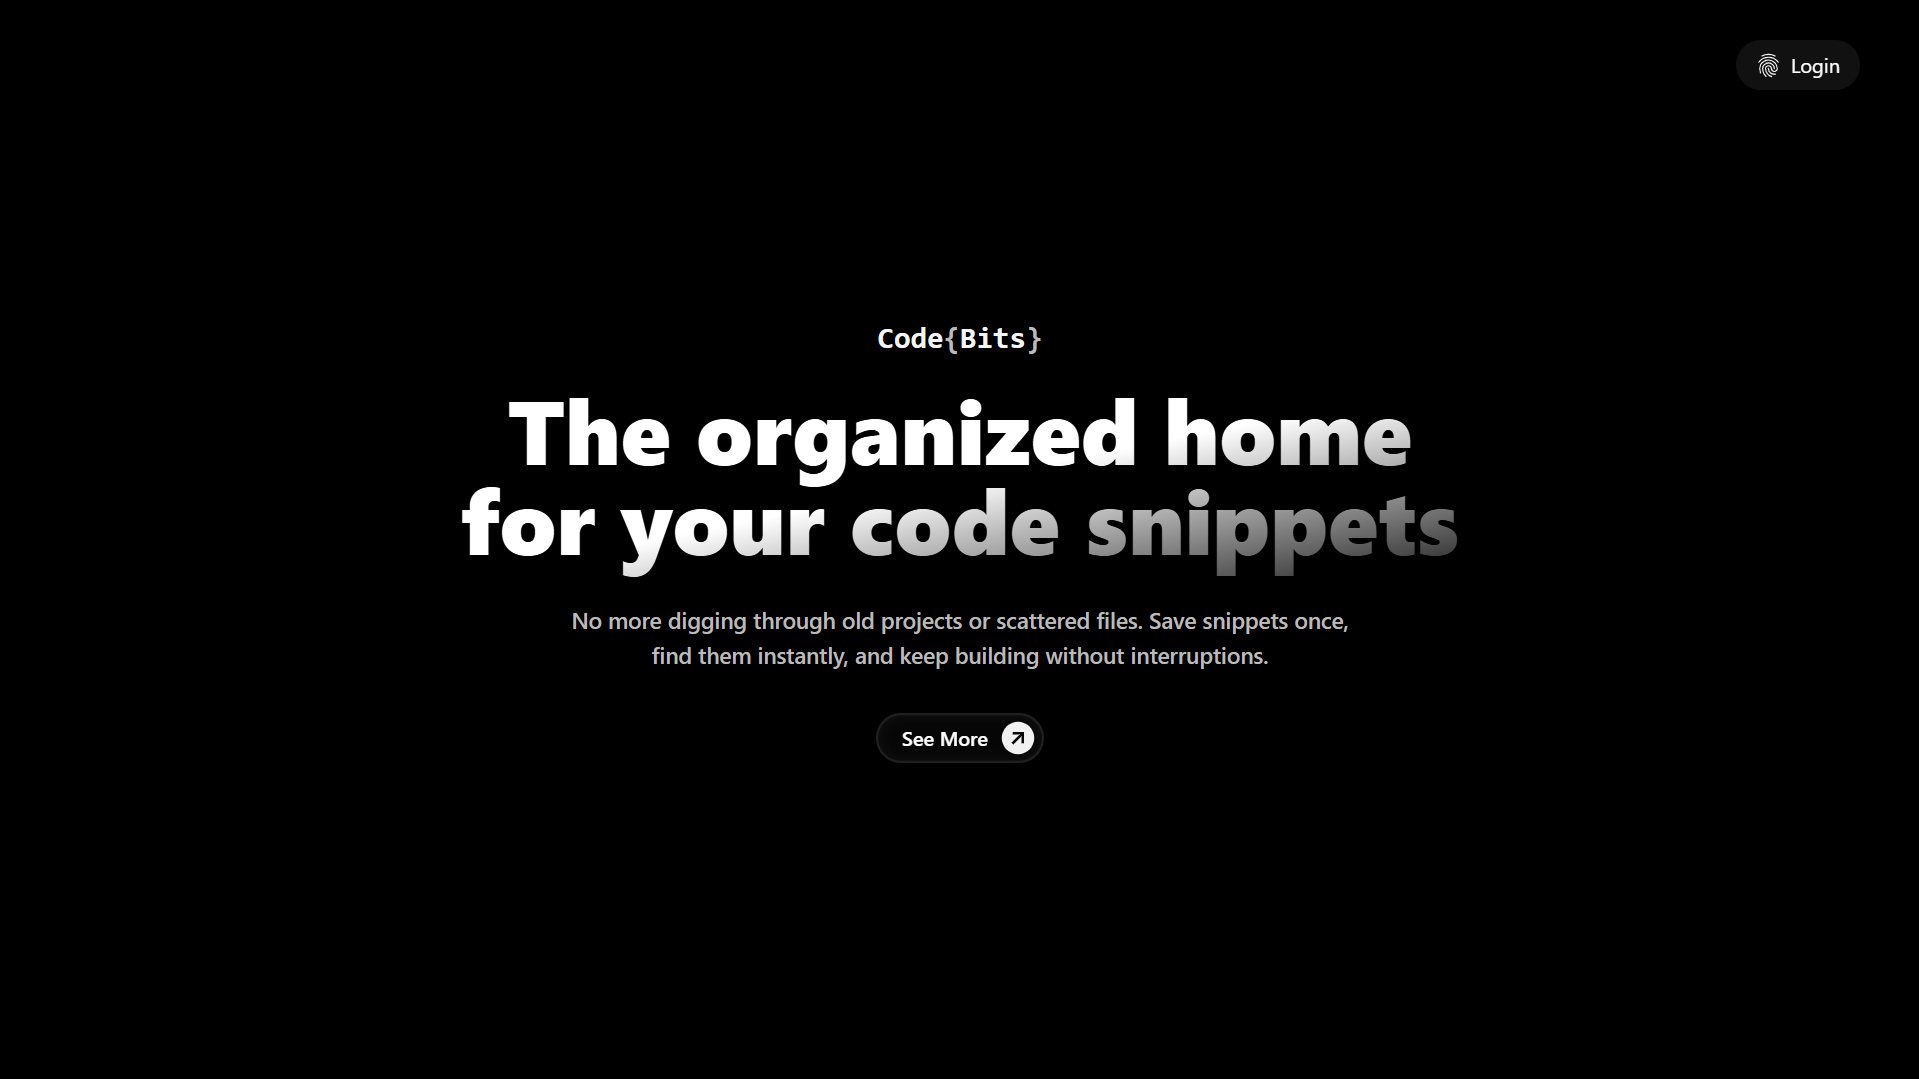 Login
Code{Bits}
The organized home
for your code snippets
No more digging through old projects or scattered files. Save snippets once,
find them instantly, and keep building without interruptions.
See More